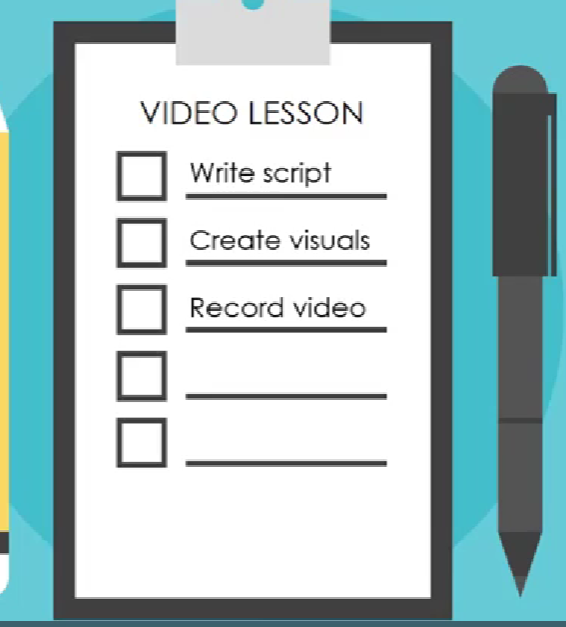 VIDEO LESSON
Write script
Create visuals
Record video